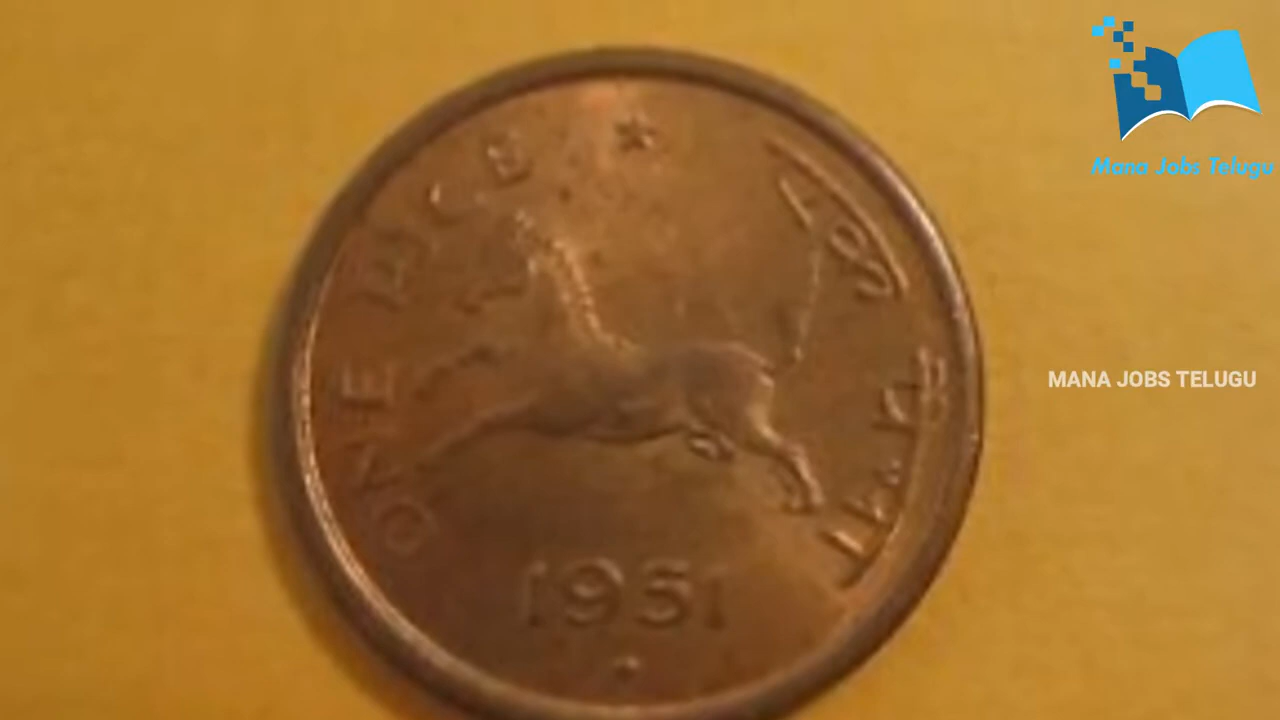 Mana Jobs Telugu
ONE PICE
एक पैसा
MANA JOBS TELUGU
1951